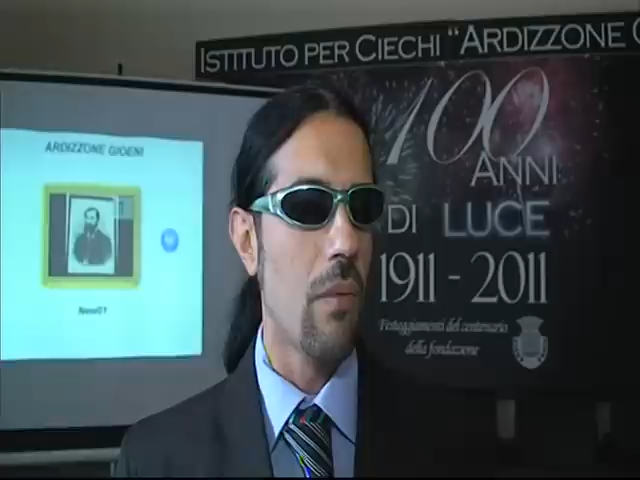 ISTITUTO PER CIECHI "ARDIZZONE G
100
ANNI
DI LUCE
1911 - 2011
Festeggiamenti del centenario
della fondazione
ARDIZZONE GIOENI